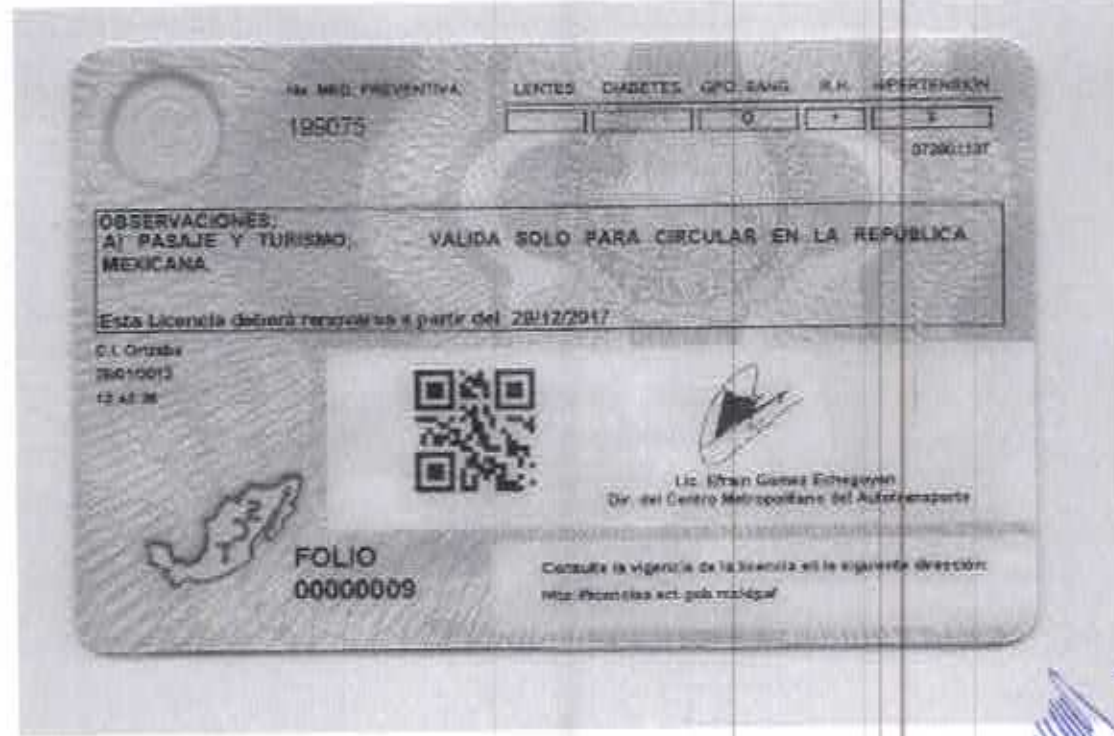 No. MED. PREVENTIVA: LENTES DIABETES GPO. SANG. R.H. HIPERTENSIÓN
199075 O +
OBSERVACIONES:
A) PASAJE Y TURISMO; VALIDA SOLO PARA CIRCULAR EN LA REPÚBLICA
MEXICANA.
Esta Licencia deberá renovarse a partir del: 28/12/2017
C.I. Orizaba
Lic. Efrain Gomez Echegoyen
Dir. del Centro Metropolitano del Autotransporte
FOLIO
00000009
Consulte la vigencia de la licencia en la siguiente dirección: